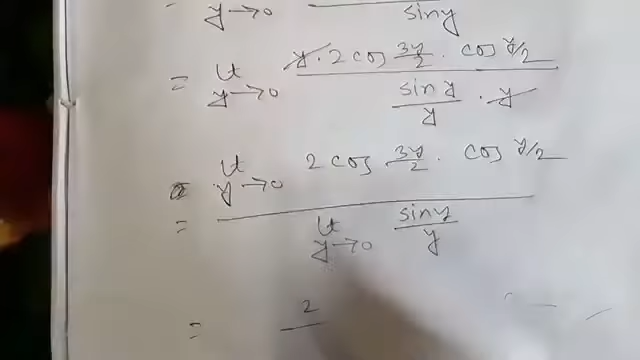 = y→0 ――― sin y
= lt y→0 y · 2 cos 3y/2 · cos y/2
sin y / y · y
lt y→0 2 cos 3y/2 · cos y/2
=
lt y→0 sin y / y
= 2